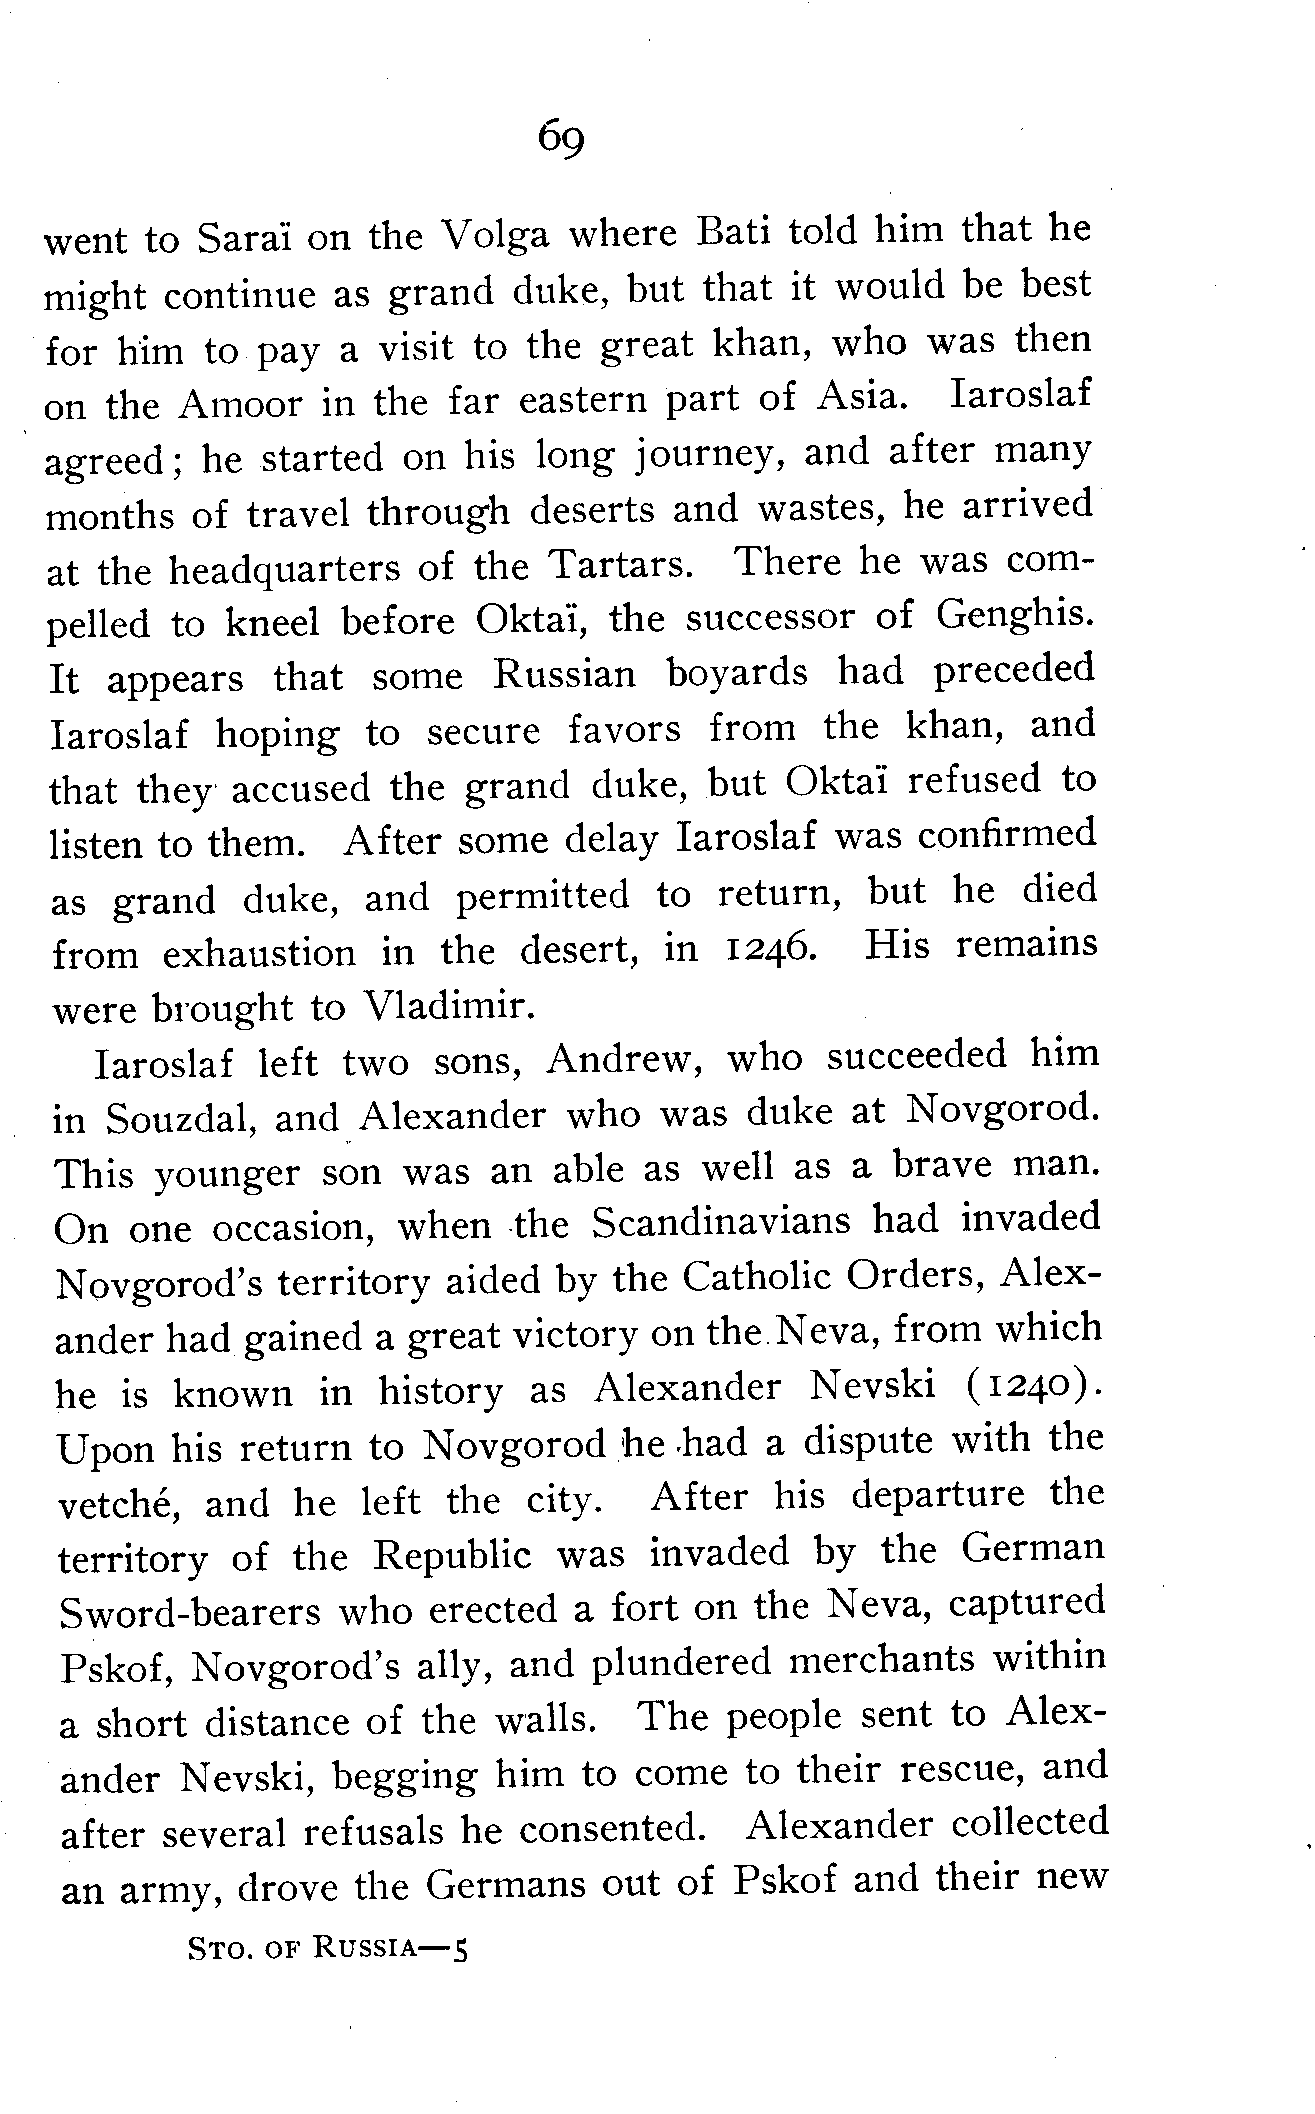 69
went to Saraï on the Volga where Bati told him that he
might continue as grand duke, but that it would be best
for him to pay a visit to the great khan, who was then
on the Amoor in the far eastern part of Asia. Iaroslaf
agreed; he started on his long journey, and after many
months of travel through deserts and wastes, he arrived
at the headquarters of the Tartars. There he was com-
pelled to kneel before Oktaï, the successor of Genghis.
It appears that some Russian boyards had preceded
Iaroslaf hoping to secure favors from the khan, and
that they accused the grand duke, but Oktaï refused to
listen to them. After some delay Iaroslaf was confirmed
as grand duke, and permitted to return, but he died
from exhaustion in the desert, in 1246. His remains
were brought to Vladimir.
Iaroslaf left two sons, Andrew, who succeeded him
in Souzdal, and Alexander who was duke at Novgorod.
This younger son was an able as well as a brave man.
On one occasion, when the Scandinavians had invaded
Novgorod's territory aided by the Catholic Orders, Alex-
ander had gained a great victory on the Neva, from which
he is known in history as Alexander Nevski (1240).
Upon his return to Novgorod he had a dispute with the
vetché, and he left the city. After his departure the
territory of the Republic was invaded by the German
Sword-bearers who erected a fort on the Neva, captured
Pskof, Novgorod's ally, and plundered merchants within
a short distance of the walls. The people sent to Alex-
ander Nevski, begging him to come to their rescue, and
after several refusals he consented. Alexander collected
an army, drove the Germans out of Pskof and their new
STO. OF RUSSIA—5